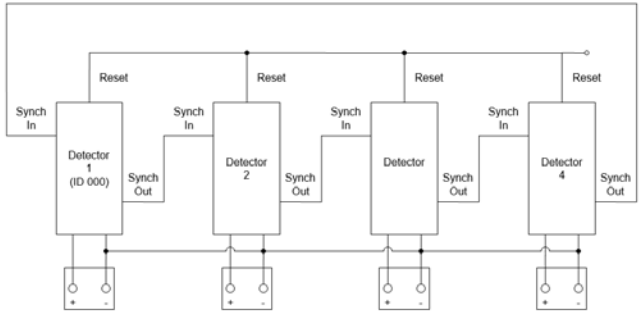 Reset
Reset
Reset
Reset
Synch
In
Synch
In
Synch
In
Synch
In
Detector
1
(ID 000)
Detector
2
Detector
Detector
4
Synch
Out
Synch
Out
Synch
Out
Synch
Out
+ -
+ -
+ -
+ -